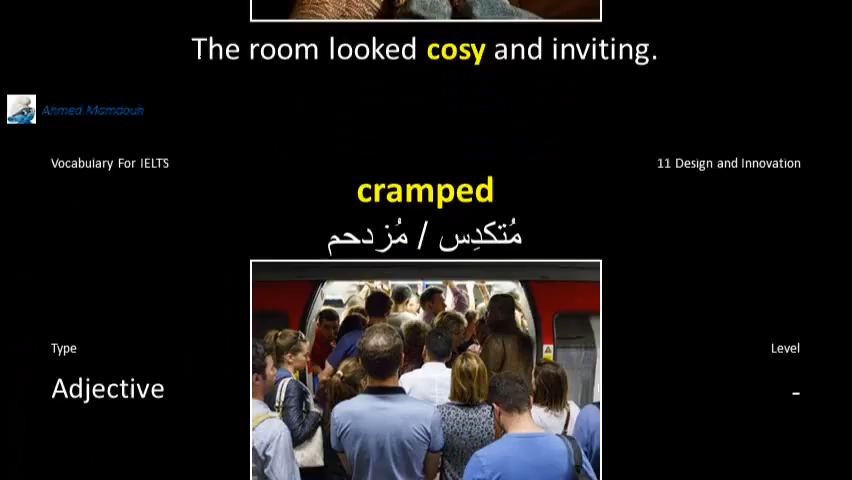 The room looked cosy and inviting.
Ahmed Mamdouh
Vocabulary For IELTS
11 Design and Innovation
cramped
مُتكدِس / مُزدحم
Type
Level
Adjective
-